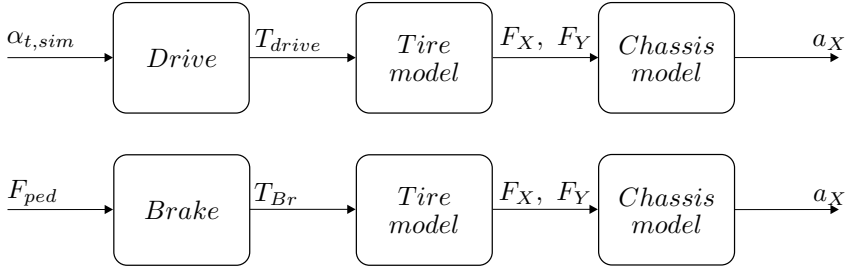 α_{t,sim} T_{drive} F_X, F_Y a_X
Drive Tire model Chassis model
F_{ped} T_{Br} F_X, F_Y a_X
Brake Tire model Chassis model